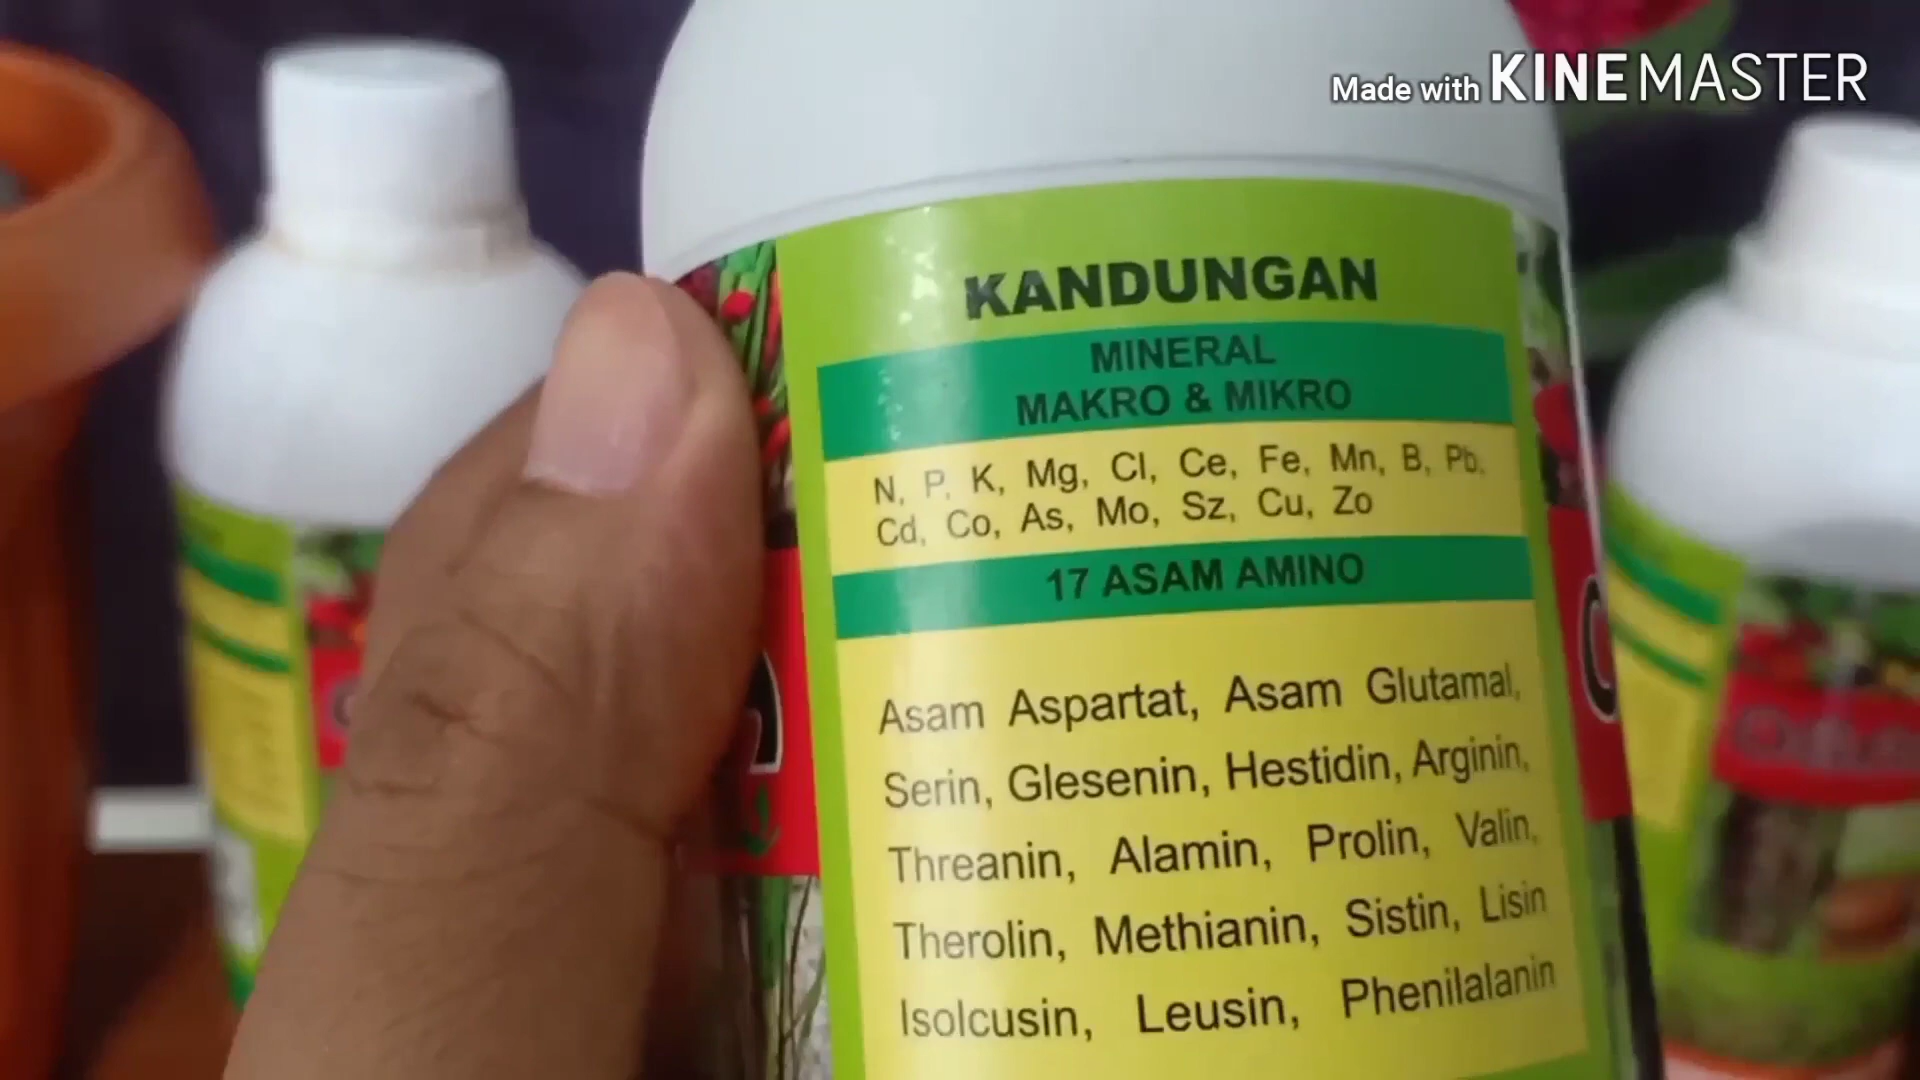 Made with KINEMASTER
KANDUNGAN
MINERAL
MAKRO & MIKRO
N, P, K, Mg, Cl, Ce, Fe, Mn, B, Pb,
Cd, Co, As, Mo, Sz, Cu, Zo
17 ASAM AMINO
Asam Aspartat, Asam Glutamal,
Serin, Glesenin, Hestidin, Arginin,
Threanin, Alamin, Prolin, Valin,
Therolin, Methianin, Sistin, Lisin
Isolcusin, Leusin, Phenilalanin